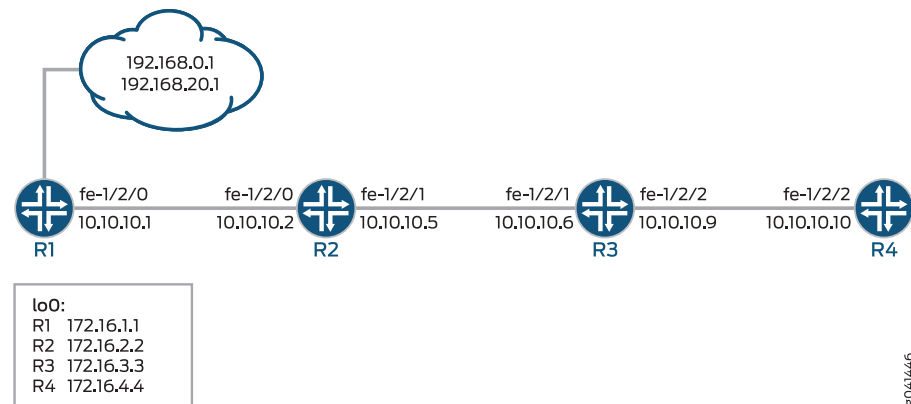 192.168.0.1
192.168.20.1
fe-1/2/0 fe-1/2/0 fe-1/2/1 fe-1/2/1 fe-1/2/2 fe-1/2/2
10.10.10.1 10.10.10.2 10.10.10.5 10.10.10.6 10.10.10.9 10.10.10.10
R1 R2 R3 R4
lo0:
R1 172.16.1.1
R2 172.16.2.2
R3 172.16.3.3
R4 172.16.4.4
g041446